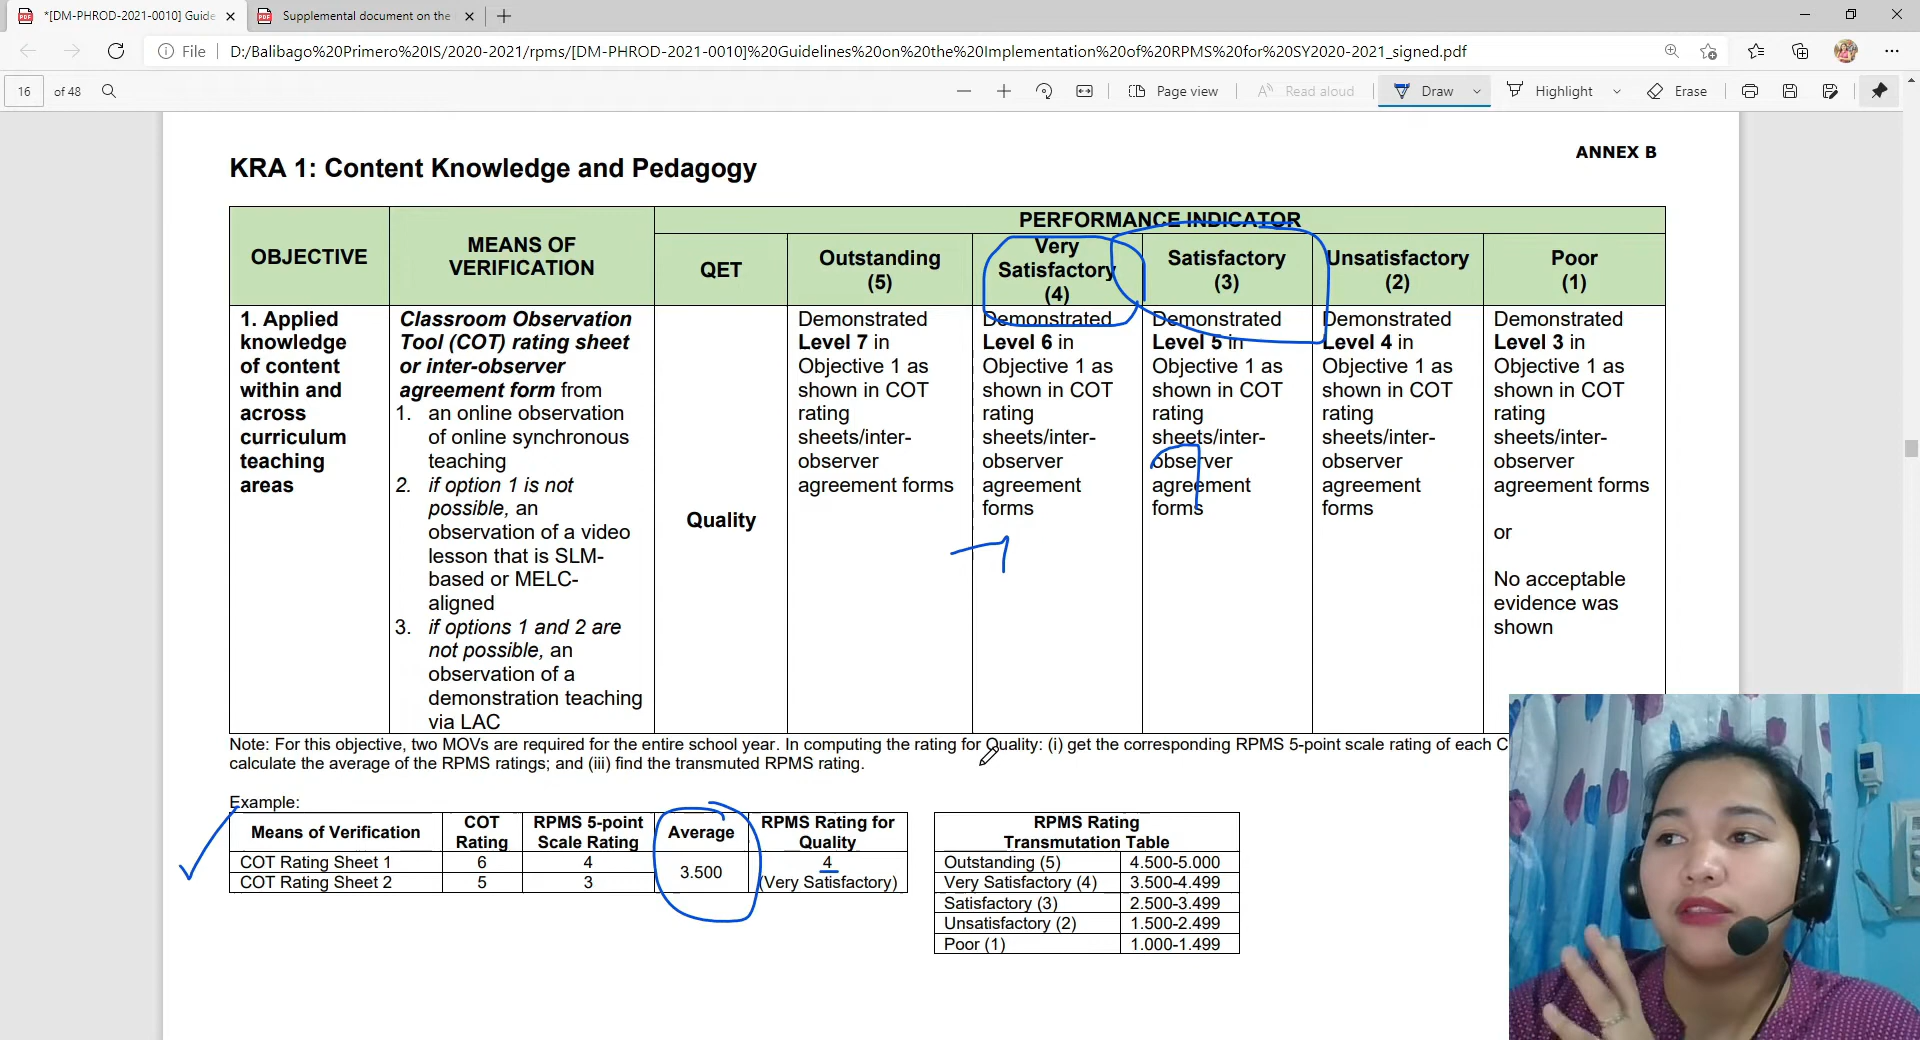 *[DM-PHROD-2021-0010] Guide
Supplemental document on the
File
D:/Balibago%20Primero%20IS/2020-2021/rpms/[DM-PHROD-2021-0010]%20Guidelines%20on%20the%20Implementation%20of%20RPMS%20for%20SY2020-2021_signed.pdf
16 of 48
Page view
Read aloud
Draw
Highlight
Erase
ANNEX B
KRA 1: Content Knowledge and Pedagogy
OBJECTIVE
MEANS OF
VERIFICATION
PERFORMANCE INDICATOR
QET
Outstanding
(5)
Very
Satisfactory
(4)
Satisfactory
(3)
Unsatisfactory
(2)
Poor
(1)
1. Applied
knowledge
of content
within and
across
curriculum
teaching
areas
Classroom Observation
Tool (COT) rating sheet
or inter-observer
agreement form from
1. an online observation
of online synchronous
teaching
2. if option 1 is not
possible, an
observation of a video
lesson that is SLM-
based or MELC-
aligned
3. if options 1 and 2 are
not possible, an
observation of a
demonstration teaching
via LAC
Quality
Demonstrated
Level 7 in
Objective 1 as
shown in COT
rating
sheets/inter-
observer
agreement forms
Demonstrated
Level 6 in
Objective 1 as
shown in COT
rating
sheets/inter-
observer
agreement
forms
Demonstrated
Level 5 in
Objective 1 as
shown in COT
rating
sheets/inter-
observer
agreement
forms
Demonstrated
Level 4 in
Objective 1 as
shown in COT
rating
sheets/inter-
observer
agreement
forms
Demonstrated
Level 3 in
Objective 1 as
shown in COT
rating
sheets/inter-
observer
agreement forms
or
No acceptable
evidence was
shown
Note: For this objective, two MOVs are required for the entire school year. In computing the rating for Quality: (i) get the corresponding RPMS 5-point scale rating of each C
calculate the average of the RPMS ratings; and (iii) find the transmuted RPMS rating.
Example:
Means of Verification
COT
Rating
RPMS 5-point
Scale Rating
Average
RPMS Rating for
Quality
COT Rating Sheet 1 6 4
COT Rating Sheet 2 5 3
3.500
4
(Very Satisfactory)
RPMS Rating
Transmutation Table
Outstanding (5) 4.500-5.000
Very Satisfactory (4) 3.500-4.499
Satisfactory (3) 2.500-3.499
Unsatisfactory (2) 1.500-2.499
Poor (1) 1.000-1.499